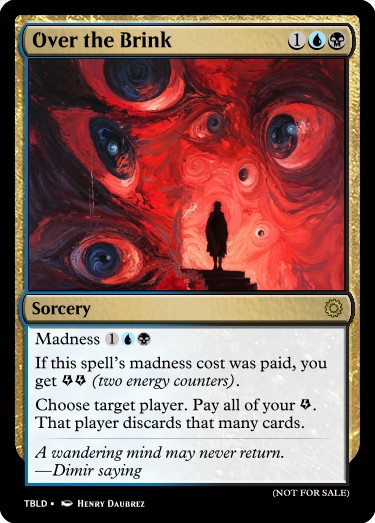 Over the Brink 1
Sorcery
Madness 1
If this spell's madness cost was paid, you
get (two energy counters).
Choose target player. Pay all of your .
That player discards that many cards.
A wandering mind may never return.
—Dimir saying
(NOT FOR SALE)
TBLD • Henry Daubrez